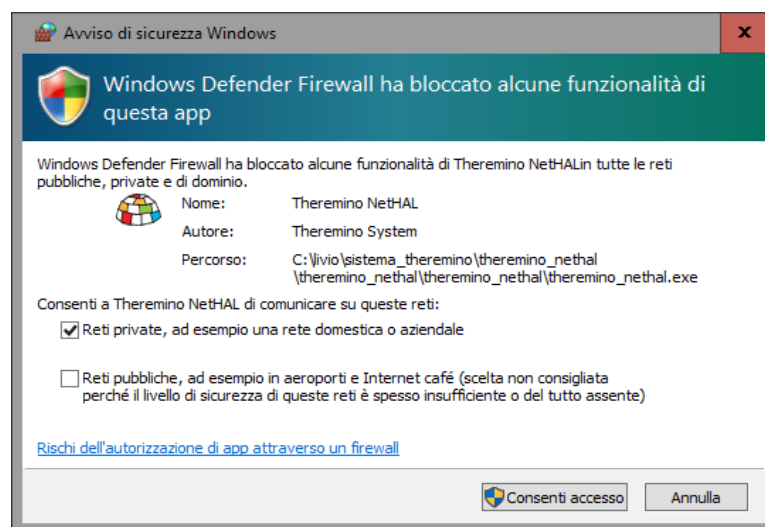 Avviso di sicurezza Windows
Windows Defender Firewall ha bloccato alcune funzionalità di
questa app
Windows Defender Firewall ha bloccato alcune funzionalità di Theremino NetHALin tutte le reti
pubbliche, private e di dominio.
Nome: Theremino NetHAL
Autore: Theremino System
Percorso: C:\livio\sistema_theremino\theremino_nethal
\theremino_nethal\theremino_nethal\theremino_nethal.exe
Consenti a Theremino NetHAL di comunicare su queste reti:
Reti private, ad esempio una rete domestica o aziendale
Reti pubbliche, ad esempio in aeroporti e Internet café (scelta non consigliata
perché il livello di sicurezza di queste reti è spesso insufficiente o del tutto assente)
Rischi dell'autorizzazione di app attraverso un firewall
Consenti accesso Annulla